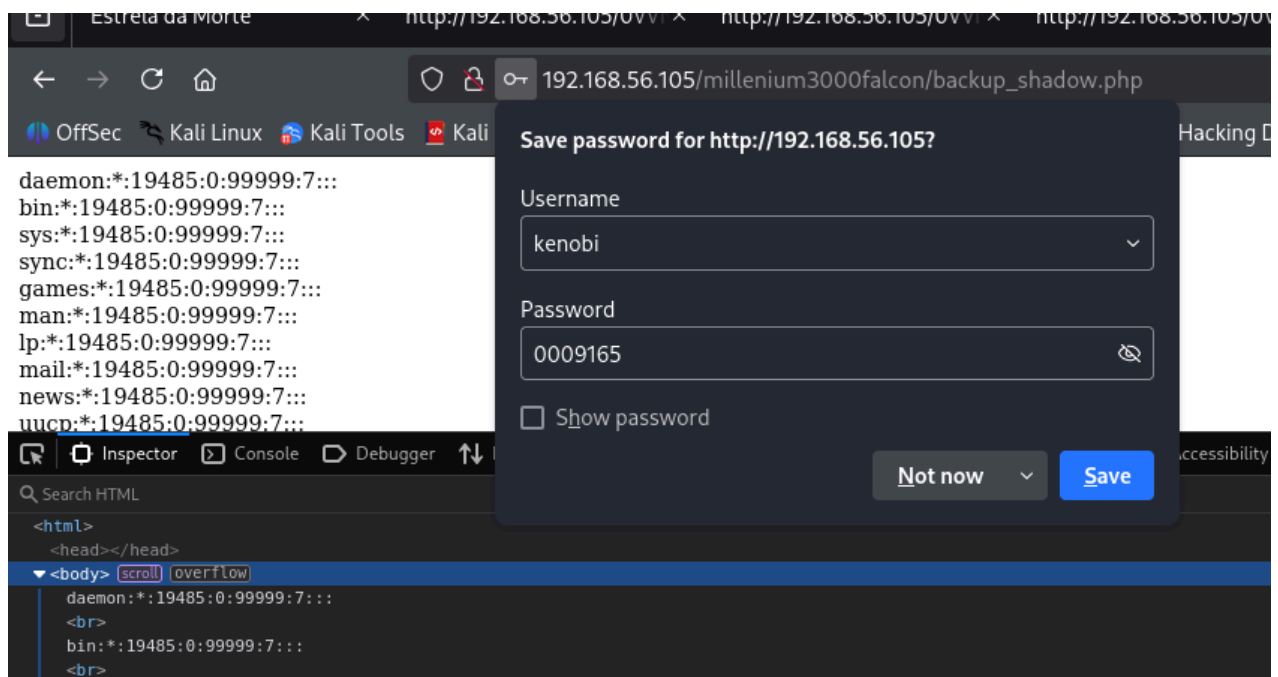 Estrela da Morte × http://192.168.56.105/ × http://192.168.56.105/ × http://192.168.56.105/
192.168.56.105/millenium3000falcon/backup_shadow.php
OffSec Kali Linux Kali Tools Kali Hacking
Save password for http://192.168.56.105?
Username
kenobi
Password
0009165
Show password
Not now Save
daemon:*:19485:0:99999:7:::
bin:*:19485:0:99999:7:::
sys:*:19485:0:99999:7:::
sync:*:19485:0:99999:7:::
games:*:19485:0:99999:7:::
man:*:19485:0:99999:7:::
lp:*:19485:0:99999:7:::
mail:*:19485:0:99999:7:::
news:*:19485:0:99999:7:::
uucp:*:19485:0:99999:7:::
Inspector Console Debugger Accessibility
Search HTML
<html>
<head></head>
<body> scroll overflow
daemon:*:19485:0:99999:7:::
<br>
bin:*:19485:0:99999:7:::
<br>